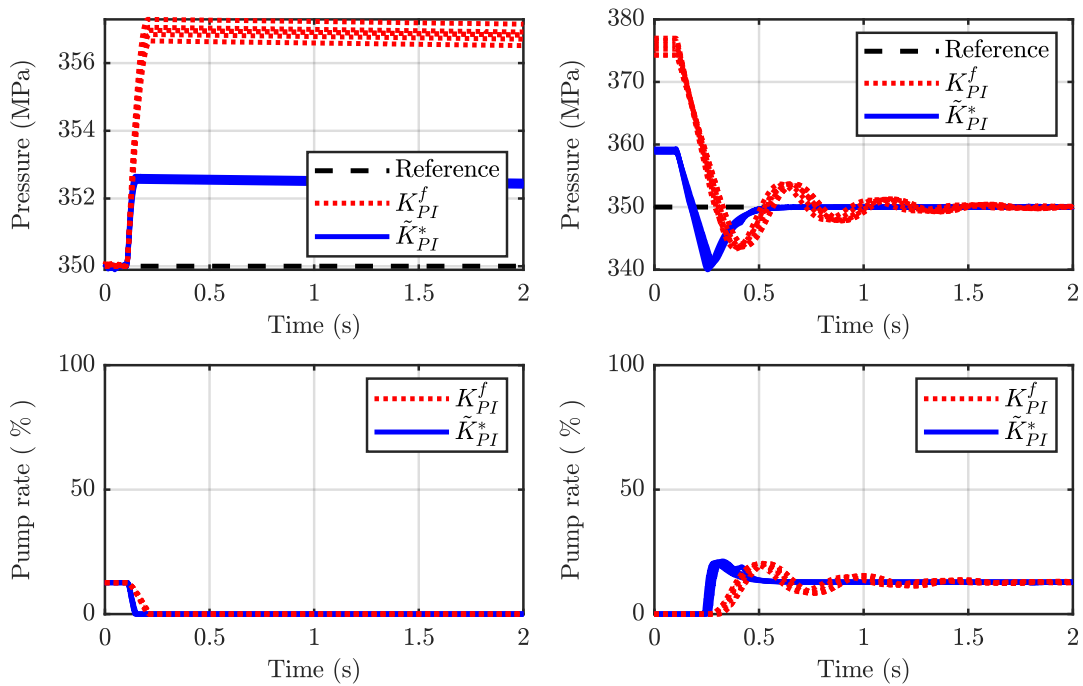 Pressure (MPa)
356
354
352
350
Reference
K_{PI}^{f}
K̃_{PI}^{*}
0
0.5
1
1.5
2
Time (s)
Pressure (MPa)
380
370
360
350
340
Reference
K_{PI}^{f}
K̃_{PI}^{*}
0
0.5
1
1.5
2
Time (s)
Pump rate ( % )
100
50
0
K_{PI}^{f}
K̃_{PI}^{*}
0
0.5
1
1.5
2
Time (s)
Pump rate ( % )
100
50
0
K_{PI}^{f}
K̃_{PI}^{*}
0
0.5
1
1.5
2
Time (s)